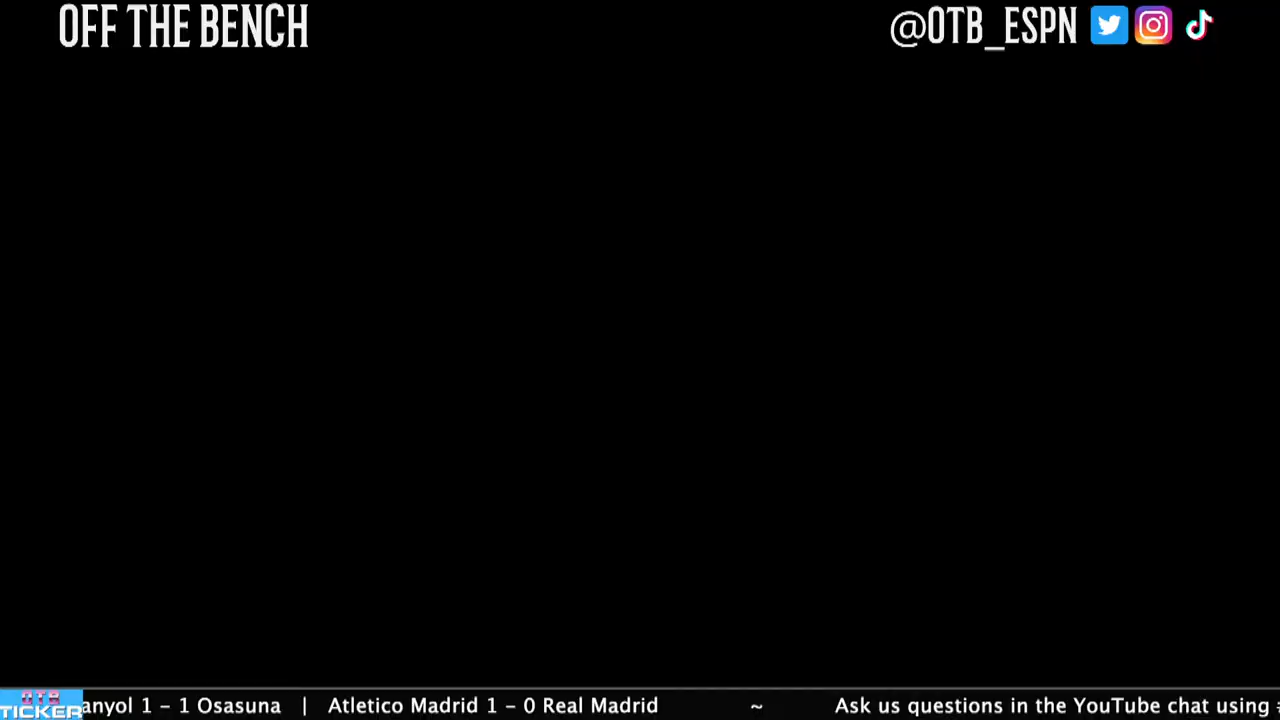 OFF THE BENCH
@OTB_ESPN
OTB
TICKER
anyol 1 - 1 Osasuna | Atletico Madrid 1 - 0 Real Madrid ~ Ask us questions in the YouTube chat using